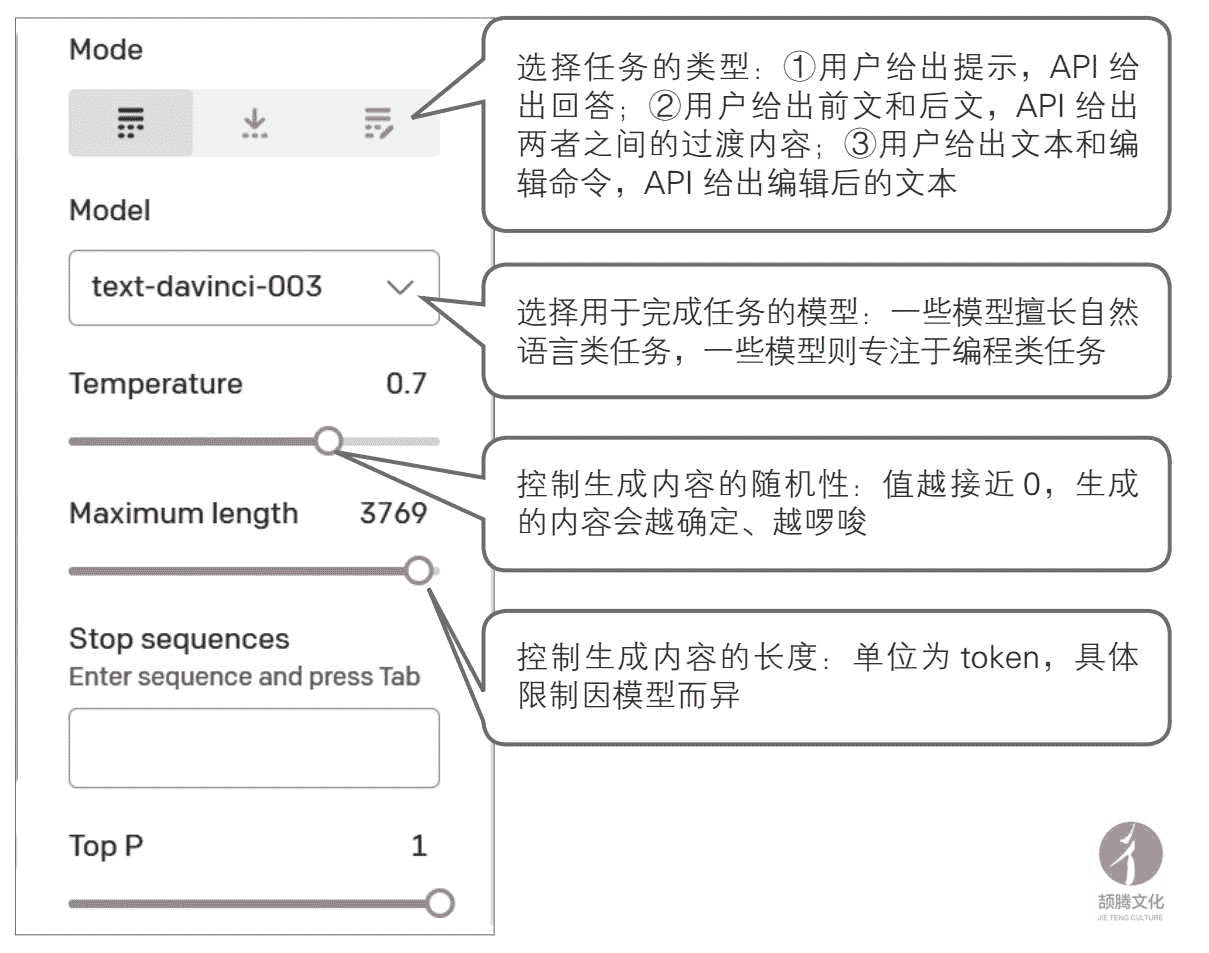 Mode
选择任务的类型：①用户给出提示，API 给
出回答；②用户给出前文和后文，API 给出
两者之间的过渡内容；③用户给出文本和编
辑命令，API 给出编辑后的文本
Model
text-davinci-003
选择用于完成任务的模型：一些模型擅长自然
语言类任务，一些模型则专注于编程类任务
Temperature 0.7
控制生成内容的随机性：值越接近 0，生成
的内容会越确定、越啰唆
Maximum length 3769
控制生成内容的长度：单位为 token，具体
限制因模型而异
Stop sequences
Enter sequence and press Tab
Top P 1
颉腾文化
JIE TENG CULTURE